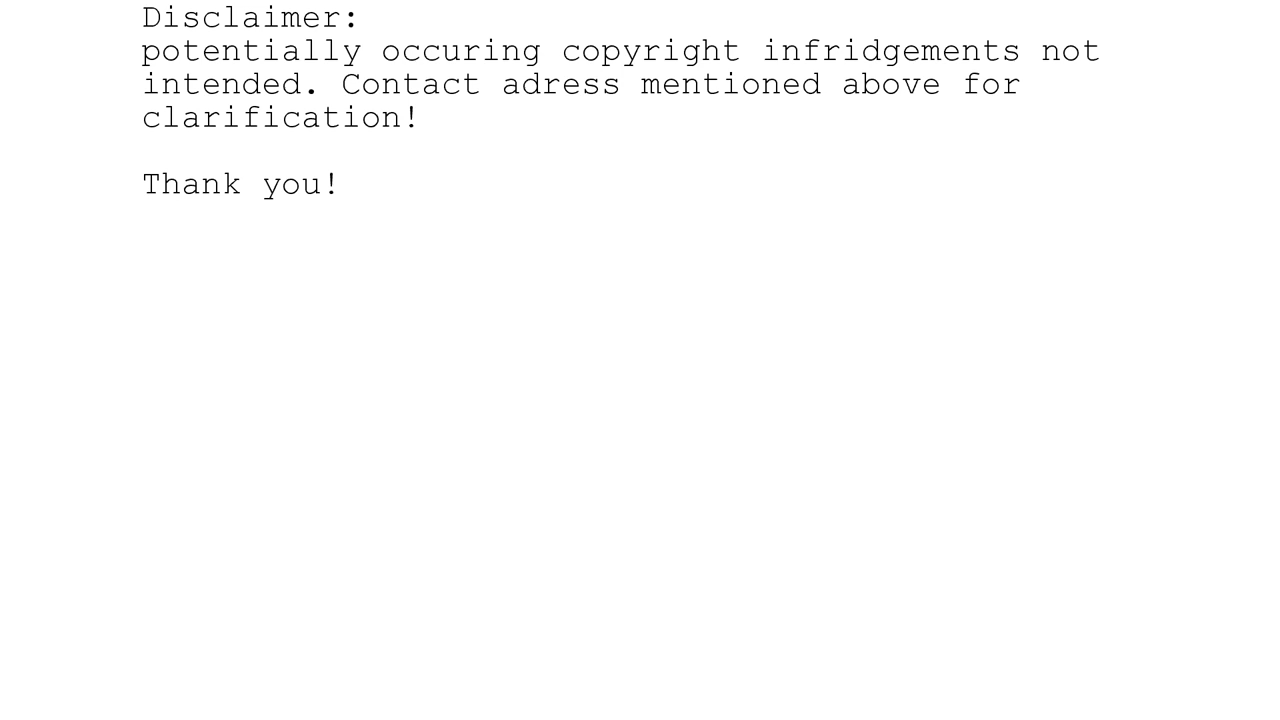 Disclaimer:
potentially occuring copyright infridgements not
intended. Contact adress mentioned above for
clarification!
Thank you!